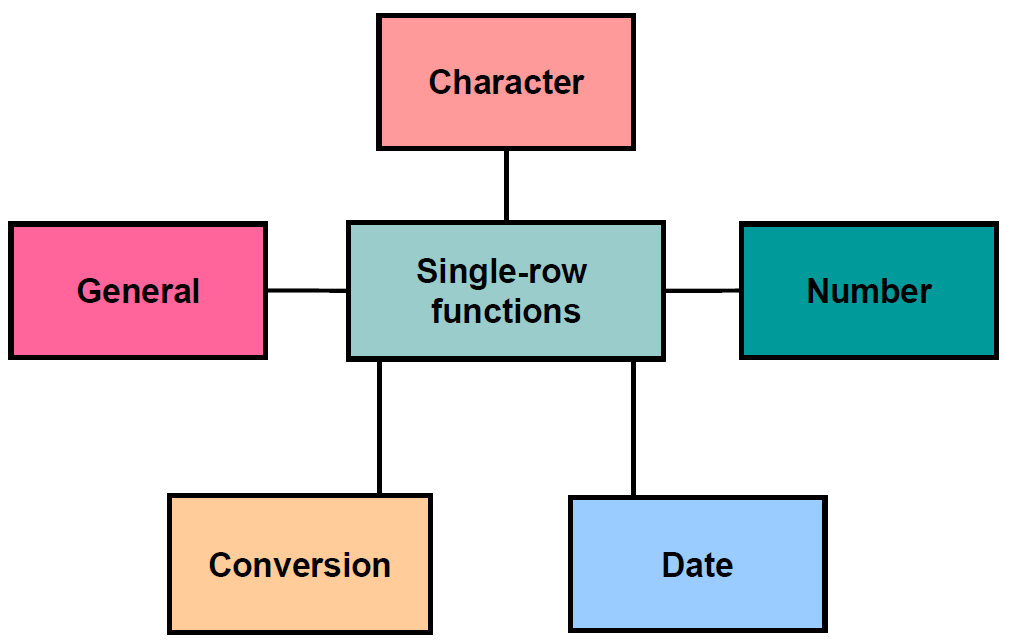 Character
General
Single-row
functions
Number
Conversion
Date